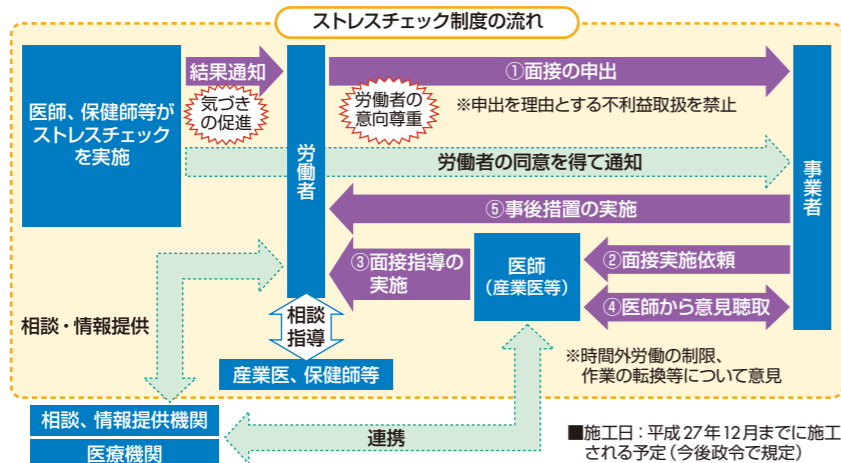 ストレスチェック制度の流れ
医師、保健師等が
ストレスチェック
を実施
結果通知
気づき
の促進
労働者
①面接の申出
労働者の
意向尊重
※申出を理由とする不利益取扱を禁止
労働者の同意を得て通知
事業者
⑤事後措置の実施
③面接指導の
実施
医師
（産業医等）
②面接実施依頼
④医師から意見聴取
相談・情報提供
相談
指導
産業医、保健師等
※時間外労働の制限、
作業の転換等について意見
相談、情報提供機関
医療機関
連携
■施工日：平成27年12月までに施工
される予定（今後政令で規定）